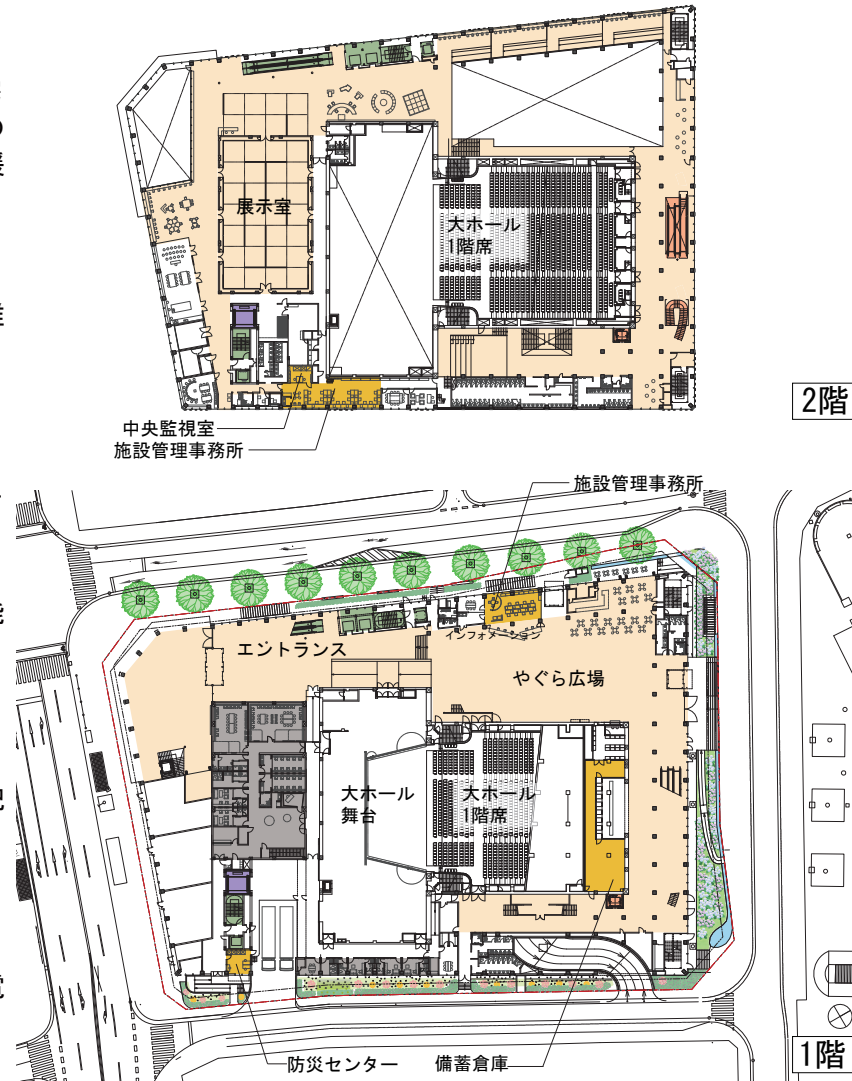 展示室
大ホール
1階席
2階
中央監視室
施設管理事務所
施設管理事務所
エントランス
インフォメーション
やぐら広場
大ホール
舞台
大ホール
1階席
防災センター
備蓄倉庫
1階